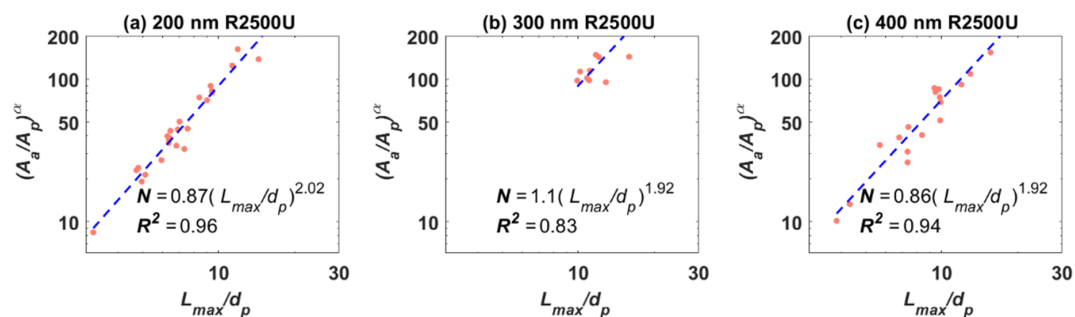 (a) 200 nm R2500U
200
100
50
10
(A_a/A_p)^α
N = 0.87(L_max/d_p)^2.02
R^2 = 0.96
10 30
L_max/d_p
(b) 300 nm R2500U
200
100
50
10
(A_a/A_p)^α
N = 1.1(L_max/d_p)^1.92
R^2 = 0.83
10 30
L_max/d_p
(c) 400 nm R2500U
200
100
50
10
(A_a/A_p)^α
N = 0.86(L_max/d_p)^1.92
R^2 = 0.94
10 30
L_max/d_p